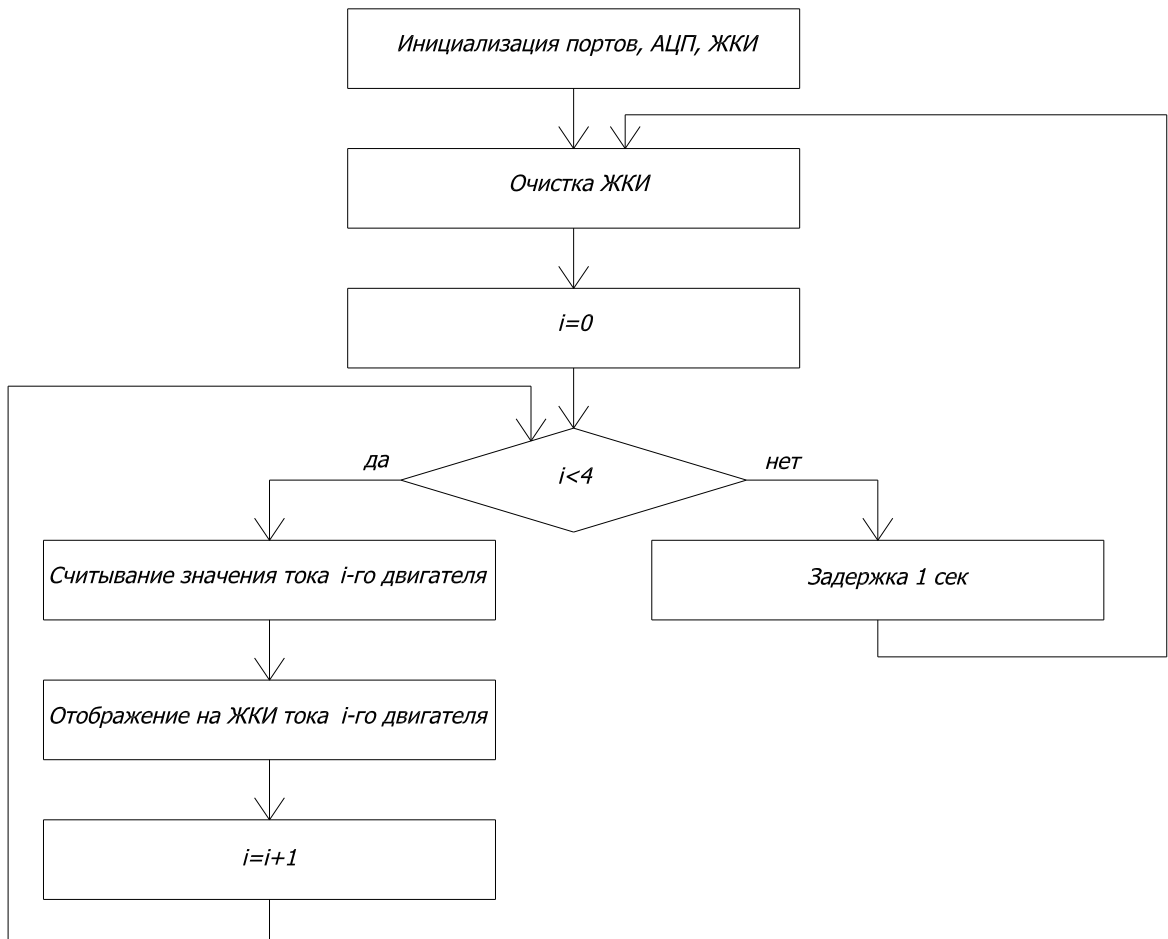 Инициализация портов, АЦП, ЖКИ
Очистка ЖКИ
i=0
i<4
да
нет
Считывание значения тока i-го двигателя
Задержка 1 сек
Отображение на ЖКИ тока i-го двигателя
i=i+1